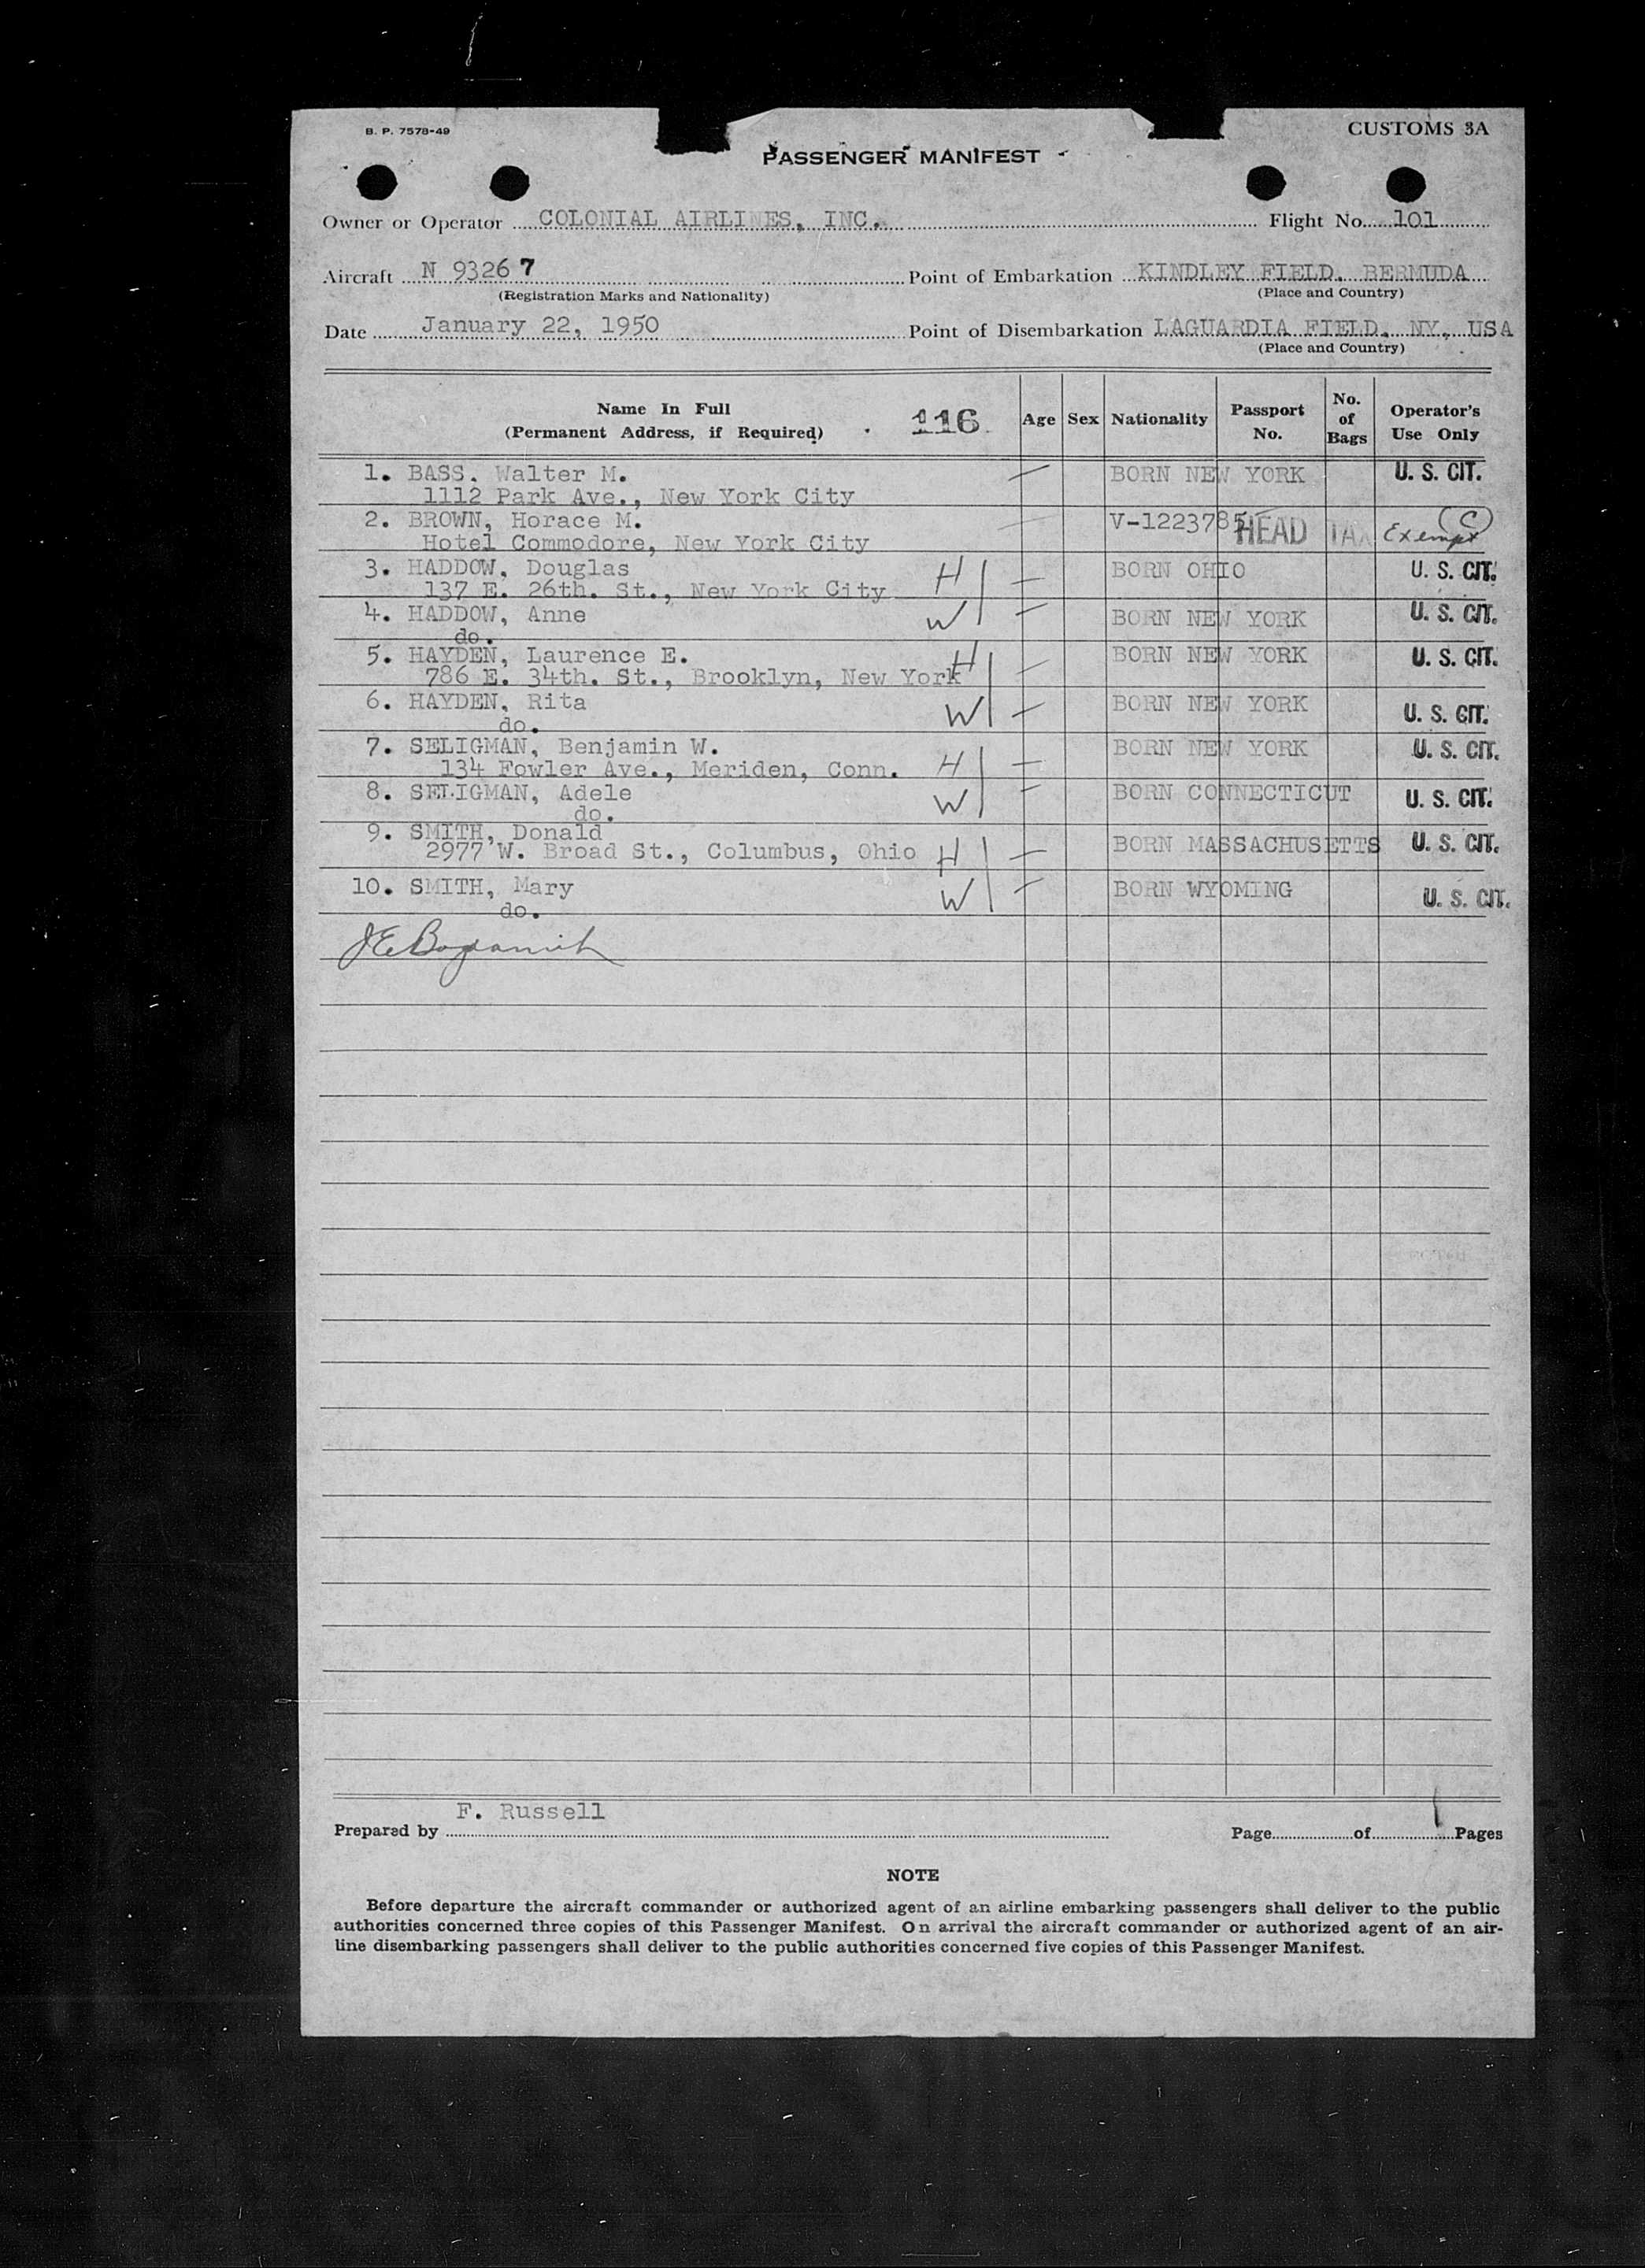 B. P. 7578-49
CUSTOMS 3A
PASSENGER MANIFEST
Owner or Operator COLONIAL AIRLINES, INC. Flight No. 101
Aircraft N 93267 Point of Embarkation KINDLEY FIELD, BERMUDA
(Registration Marks and Nationality) (Place and Country)
Date January 22, 1950 Point of Disembarkation LAGUARDIA FIELD, NY, USA
(Place and Country)
Name In Full (Permanent Address, if Required) 116 Age Sex Nationality Passport No. No. of Bags Operator's Use Only
1. BASS. Walter M. BORN NEW YORK U. S. CIT.
1112 Park Ave., New York City
2. BROWN, Horace M. V-1223785 HEAD TAX Exempt C
Hotel Commodore, New York City
3. HADDOW, Douglas H BORN OHIO U. S. CIT.
137 E. 26th. St., New York City
4. HADDOW, Anne W BORN NEW YORK U. S. CIT.
do.
5. HAYDEN, Laurence E. H BORN NEW YORK U. S. CIT.
786 E. 34th. St., Brooklyn, New York
6. HAYDEN, Rita W BORN NEW YORK U. S. CIT.
do.
7. SELIGMAN, Benjamin W. H BORN NEW YORK U. S. CIT.
134 Fowler Ave., Meriden, Conn.
8. SELIGMAN, Adele W BORN CONNECTICUT U. S. CIT.
do.
9. SMITH, Donald H BORN MASSACHUSETTS U. S. CIT.
2977 W. Broad St., Columbus, Ohio
10. SMITH, Mary W BORN WYOMING U. S. CIT.
do.
F. Russell
Prepared by Page of 1 Pages
NOTE
Before departure the aircraft commander or authorized agent of an airline embarking passengers shall deliver to the public
authorities concerned three copies of this Passenger Manifest. On arrival the aircraft commander or authorized agent of an air-
line disembarking passengers shall deliver to the public authorities concerned five copies of this Passenger Manifest.